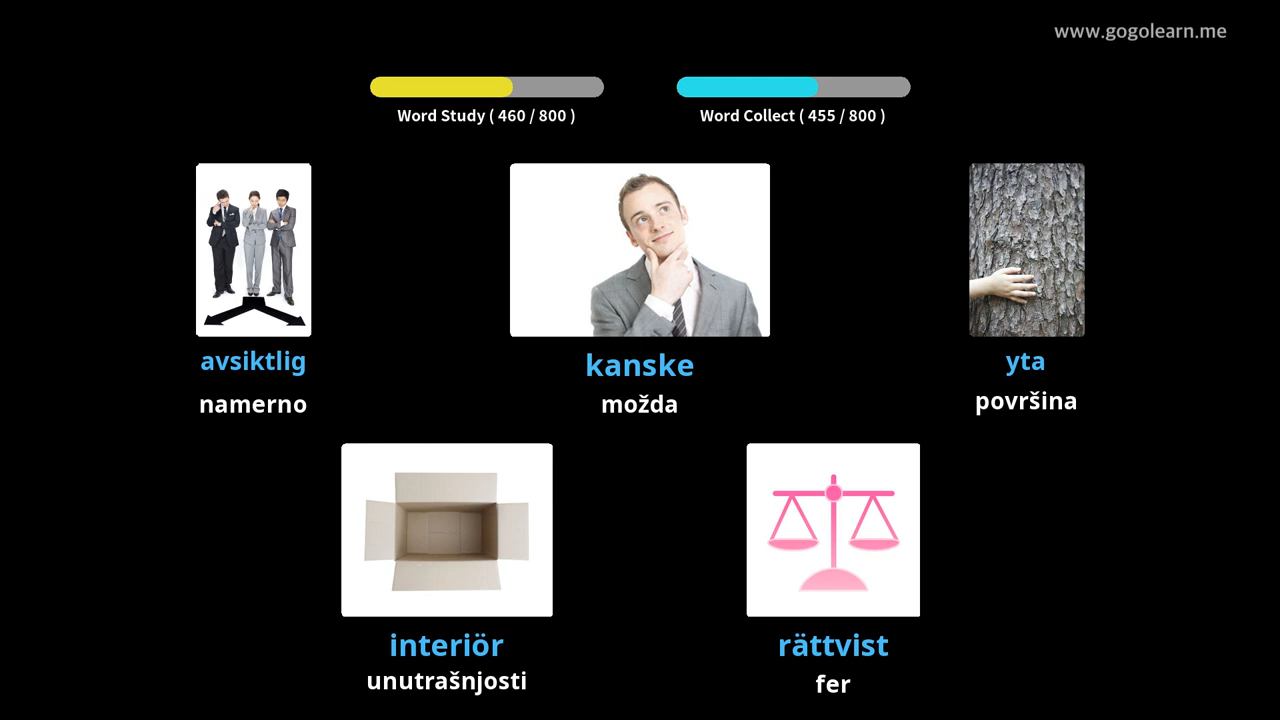 www.gogolearn.me
Word Study ( 460 / 800 )
Word Collect ( 455 / 800 )
avsiktlig
namerno
kanske
možda
yta
površina
interiör
unutrašnjosti
rättvist
fer